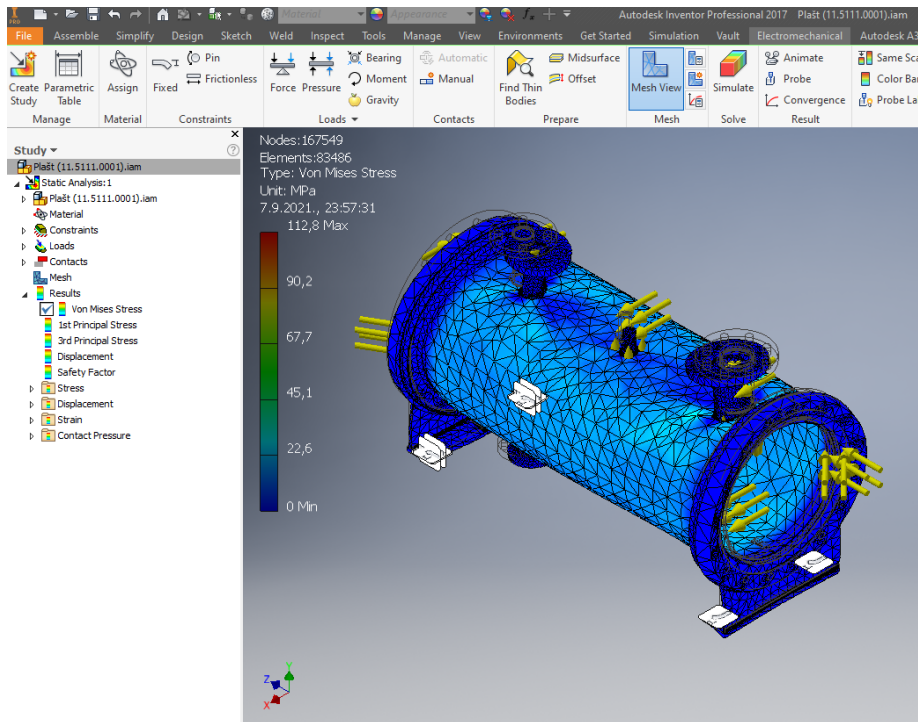 PRO
Material
Appearance
Autodesk Inventor Professional 2017 Plašt (11.5111.0001).iam
File Assemble Simplify Design Sketch Weld Inspect Tools Manage View Environments Get Started Simulation Vault Electromechanical Autodesk A3
Create Study
Parametric Table
Assign
Fixed
Pin
Frictionless
Force
Pressure
Bearing
Moment
Gravity
Automatic
Manual
Find Thin Bodies
Midsurface
Offset
Mesh View
Simulate
Animate
Probe
Convergence
Same Sca
Color Bar
Probe La
Manage Material Constraints Loads Contacts Prepare Mesh Solve Result
Study
Plašt (11.5111.0001).iam
Static Analysis:1
Plašt (11.5111.0001).iam
Material
Constraints
Loads
Contacts
Mesh
Results
Von Mises Stress
1st Principal Stress
3rd Principal Stress
Displacement
Safety Factor
Stress
Displacement
Strain
Contact Pressure
Nodes:167549
Elements:83486
Type: Von Mises Stress
Unit: MPa
7.9.2021., 23:57:31
112,8 Max
90,2
67,7
45,1
22,6
0 Min
Z
Y
X